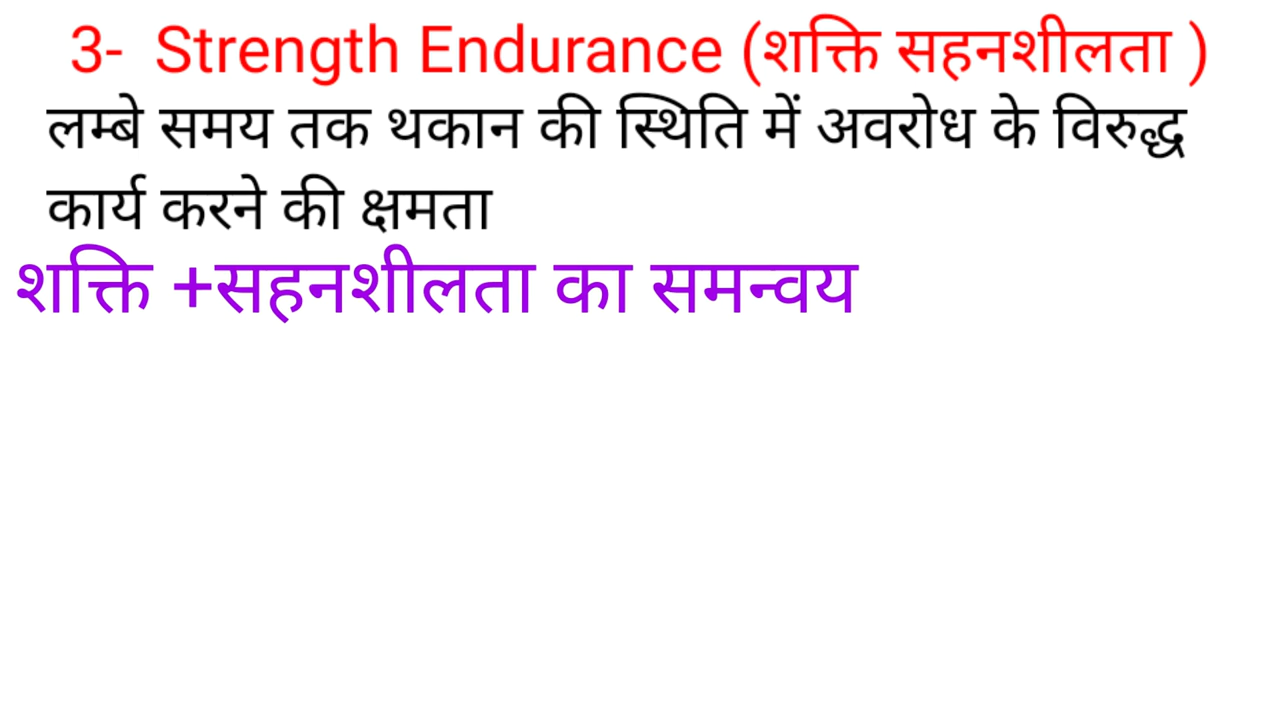 3- Strength Endurance (शक्ति सहनशीलता )
लम्बे समय तक थकान की स्थिति में अवरोध के विरुद्ध
कार्य करने की क्षमता
शक्ति +सहनशीलता का समन्वय